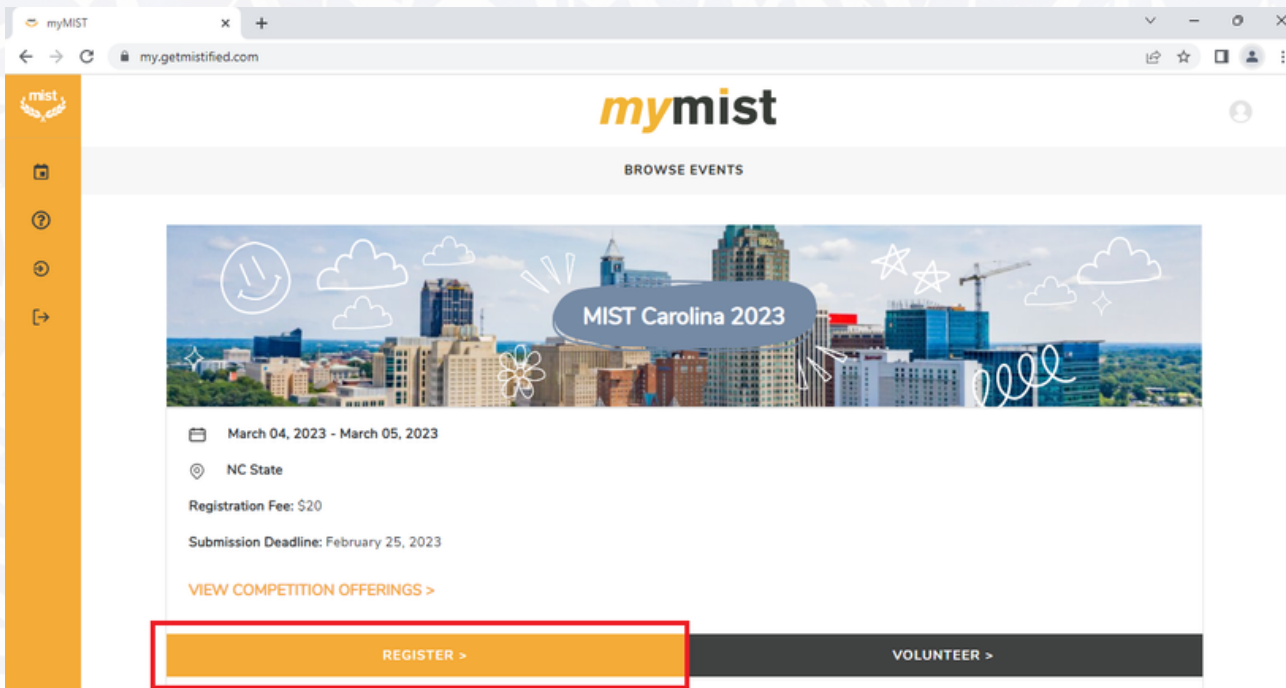 myMIST
my.getmistified.com
mist
mymist
BROWSE EVENTS
MIST Carolina 2023
March 04, 2023 - March 05, 2023
NC State
Registration Fee: $20
Submission Deadline: February 25, 2023
VIEW COMPETITION OFFERINGS >
REGISTER >
VOLUNTEER >